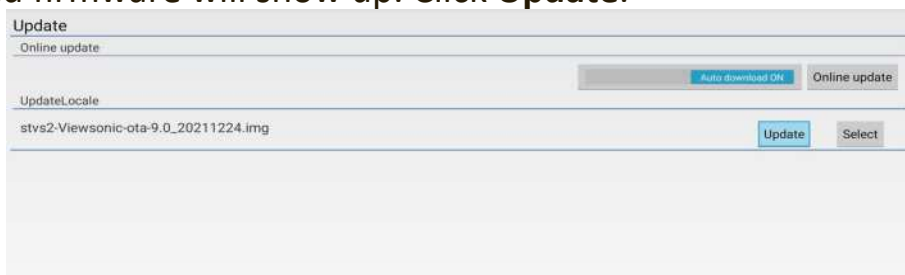 a firmware will show up. Click Update.
Update
Online update
Auto download ON Online update
UpdateLocale
stvs2-Viewsonic-ota-9.0_20211224.img
Update Select